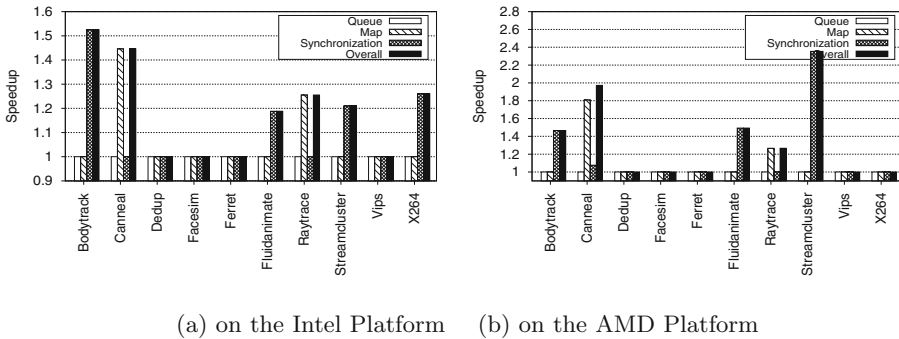 1.6
1.5
1.4
1.3
1.2
1.1
1
0.9
Speedup
Queue
Map
Synchronization
Overall
Bodytrack
Canneal
Dedup
Facesim
Ferret
Fluidanimate
Raytrace
Streamcluster
Vips
X264
2.8
2.6
2.4
2.2
2
1.8
1.6
1.4
1.2
1
Speedup
Queue
Map
Synchronization
Overall
Bodytrack
Canneal
Dedup
Facesim
Ferret
Fluidanimate
Raytrace
Streamcluster
Vips
X264
(a) on the Intel Platform (b) on the AMD Platform